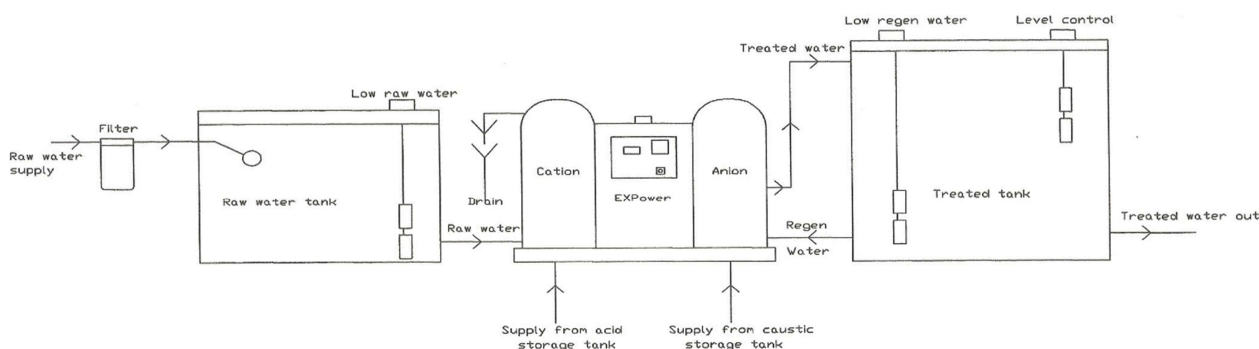 Low regen water
Level control
Treated water
Low raw water
Filter
Raw water
supply
Raw water tank
Drain
Raw water
Cation
EXPower
Anion
Regen
Water
Treated tank
Treated water out
Supply from acid
storage tank
Supply from caustic
storage tank